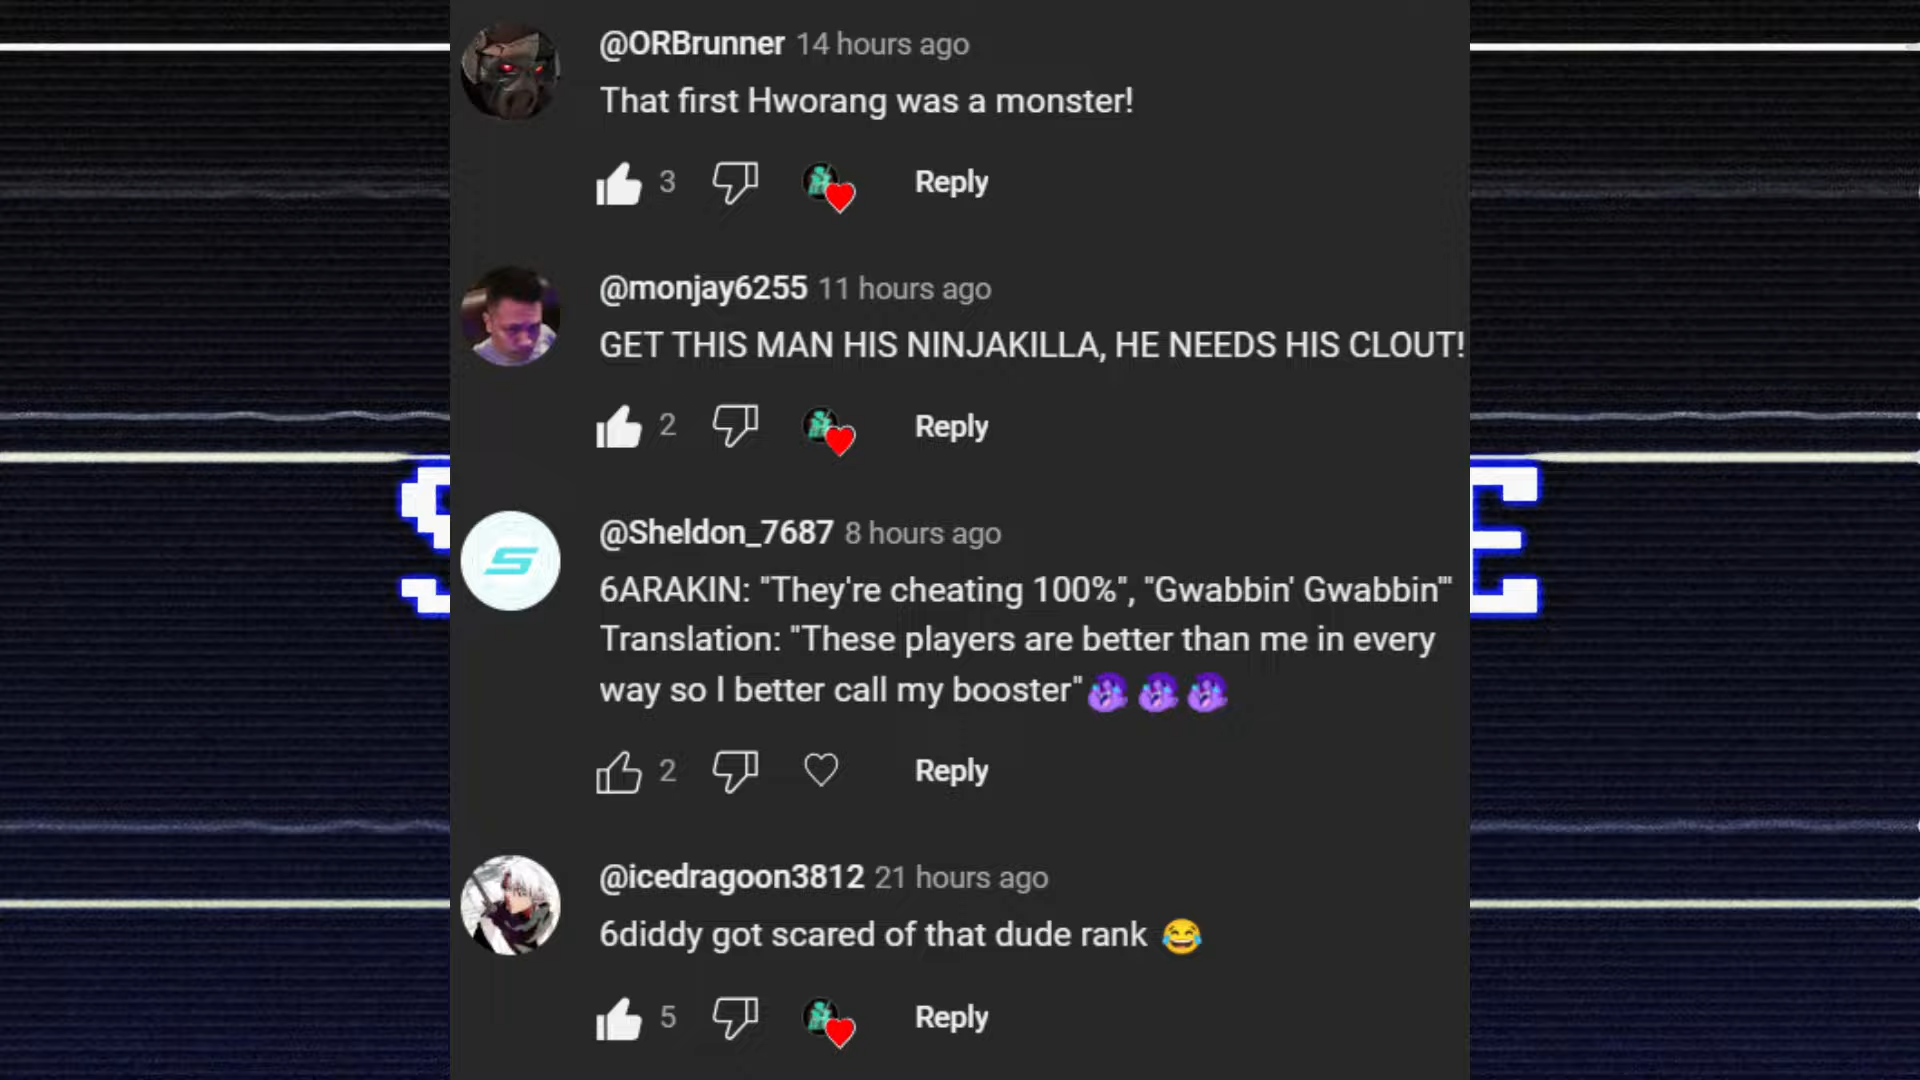 @ORBrunner 14 hours ago
That first Hworang was a monster!
3 Reply
@monjay6255 11 hours ago
GET THIS MAN HIS NINJAKILLA, HE NEEDS HIS CLOUT!
2 Reply
@Sheldon_7687 8 hours ago
6ARAKIN: "They're cheating 100%", "Gwabbin' Gwabbin'"
Translation: "These players are better than me in every
way so I better call my booster"
2 Reply
@icedragoon3812 21 hours ago
6diddy got scared of that dude rank 😂
5 Reply